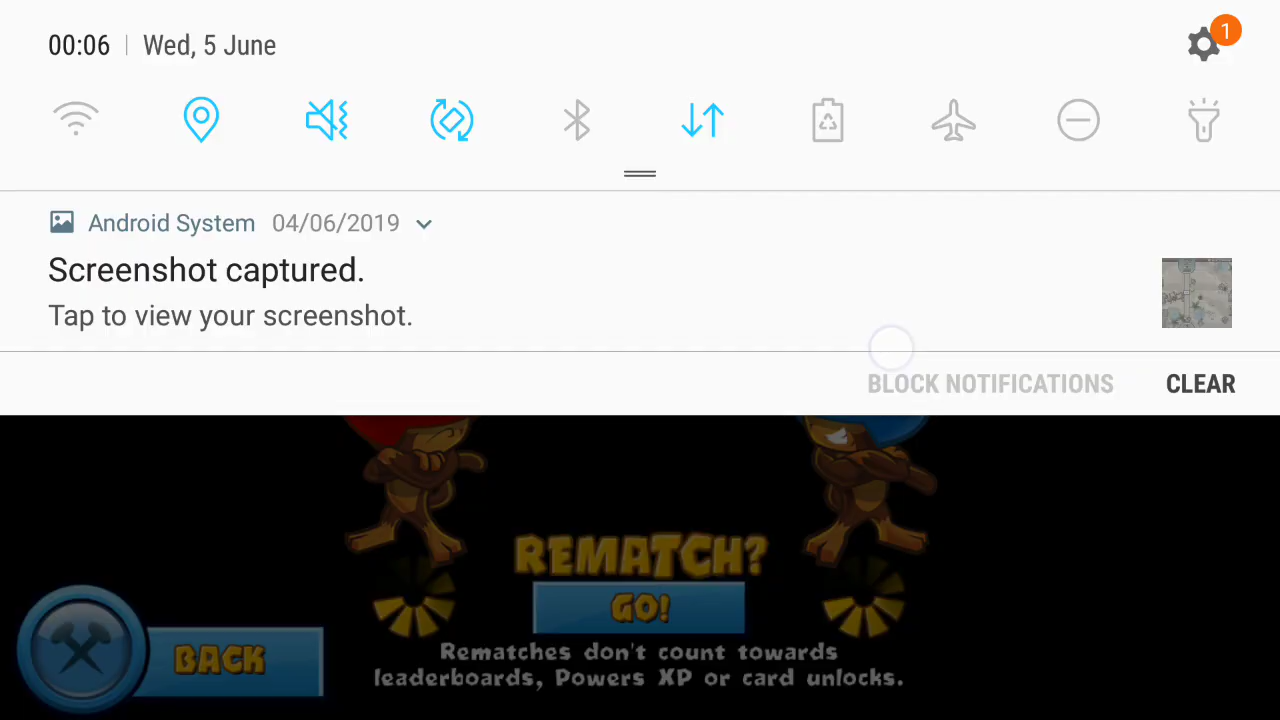 00:06 | Wed, 5 June
1
Android System 04/06/2019
Screenshot captured.
Tap to view your screenshot.
BLOCK NOTIFICATIONS CLEAR
REMATCH?
GO!
BACK
Rematches don't count towards
leaderboards, Powers XP or card unlocks.